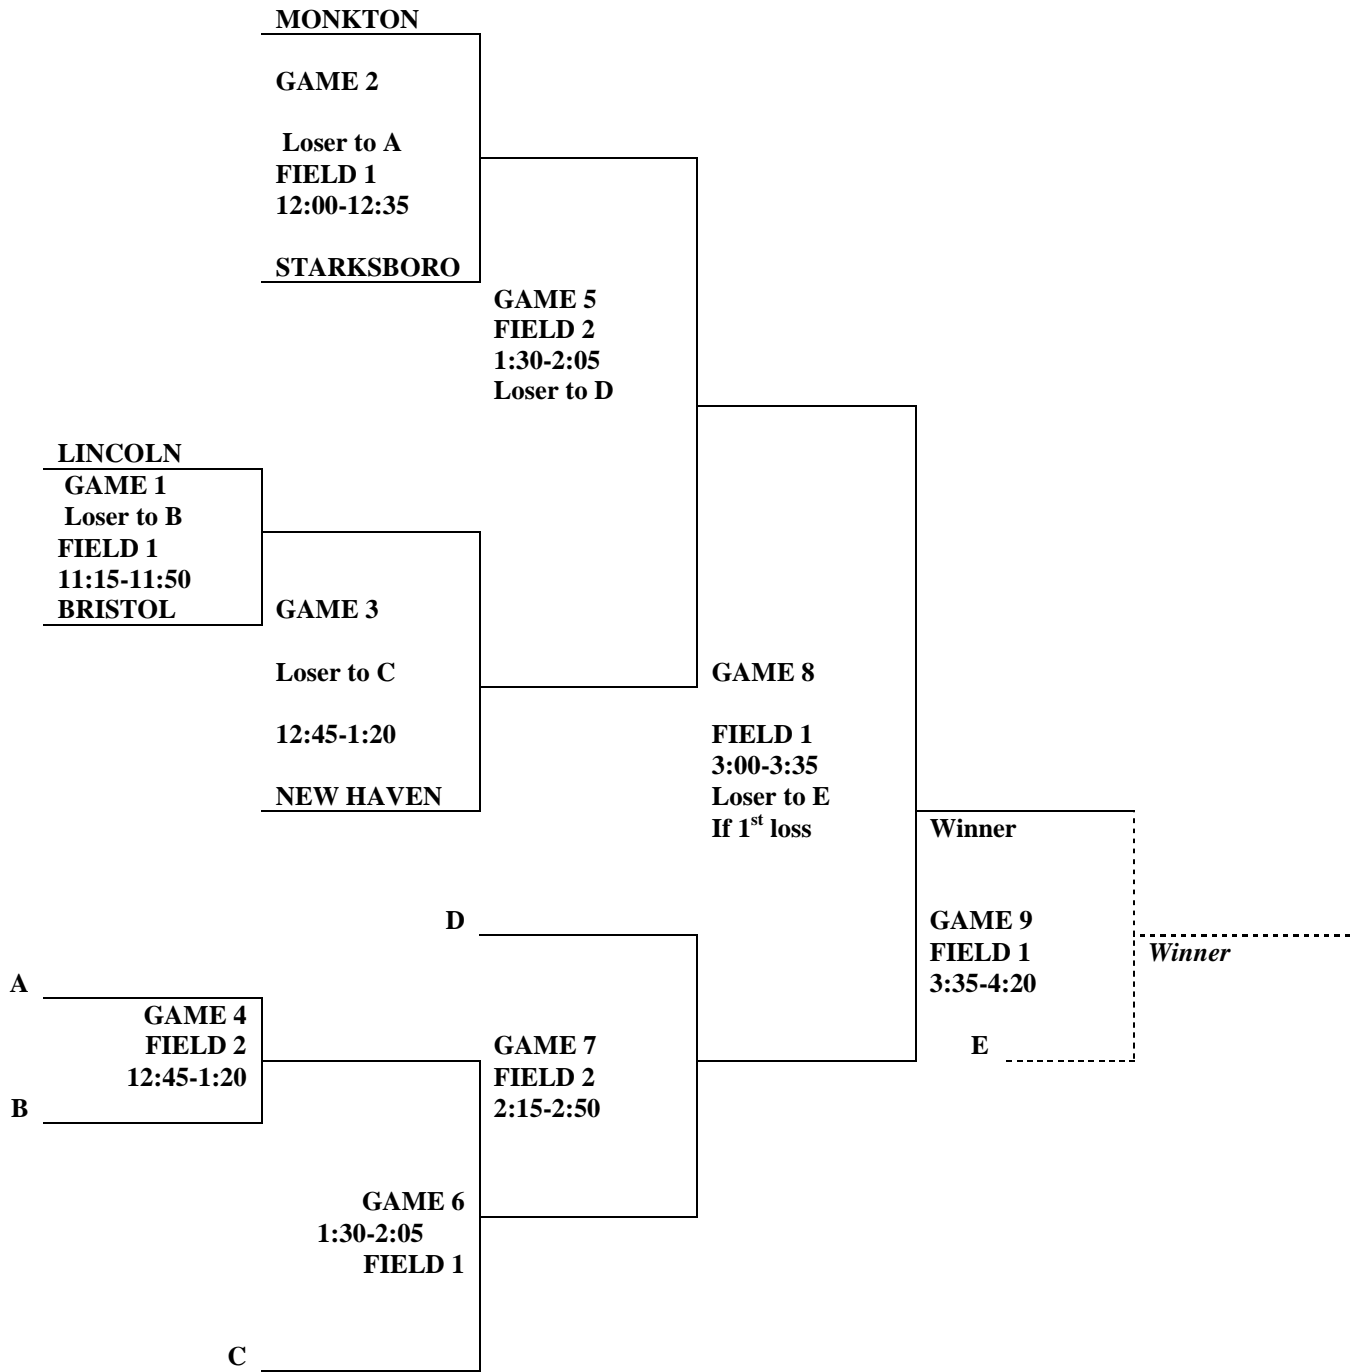 MONKTON
GAME 2
Loser to A
FIELD 1
12:00-12:35
STARKSBORO
GAME 5
FIELD 2
1:30-2:05
Loser to D
LINCOLN
GAME 1
Loser to B
FIELD 1
11:15-11:50
BRISTOL
GAME 3
Loser to C
12:45-1:20
NEW HAVEN
GAME 8
FIELD 1
3:00-3:35
Loser to E
If 1st loss
Winner
GAME 9
FIELD 1
3:35-4:20
E
Winner
D
A
GAME 4
FIELD 2
12:45-1:20
B
GAME 7
FIELD 2
2:15-2:50
GAME 6
1:30-2:05
FIELD 1
C